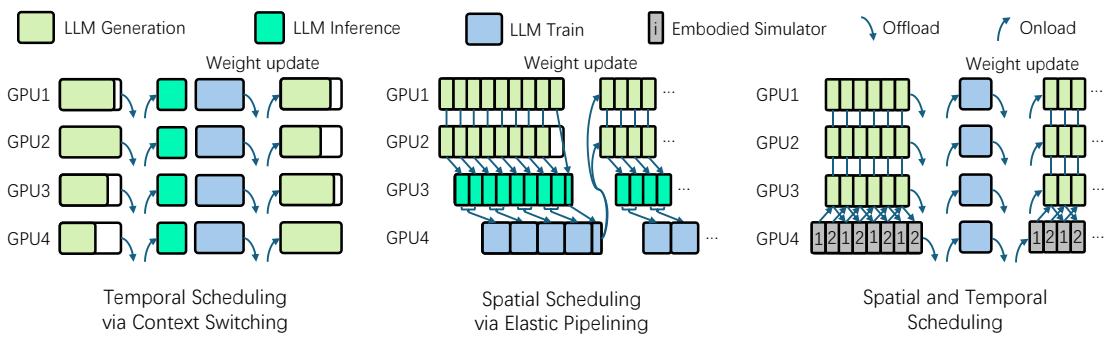 LLM Generation
LLM Inference
LLM Train
i
Embodied Simulator
Offload
Onload
Weight update
GPU1
GPU2
GPU3
GPU4
Temporal Scheduling
via Context Switching
Weight update
GPU1
...
GPU2
...
GPU3
...
GPU4
...
Spatial Scheduling
via Elastic Pipelining
Weight update
GPU1
...
GPU2
...
GPU3
...
GPU4
1 2 1 2 1 2 1 2
1 2 1 2
...
Spatial and Temporal
Scheduling